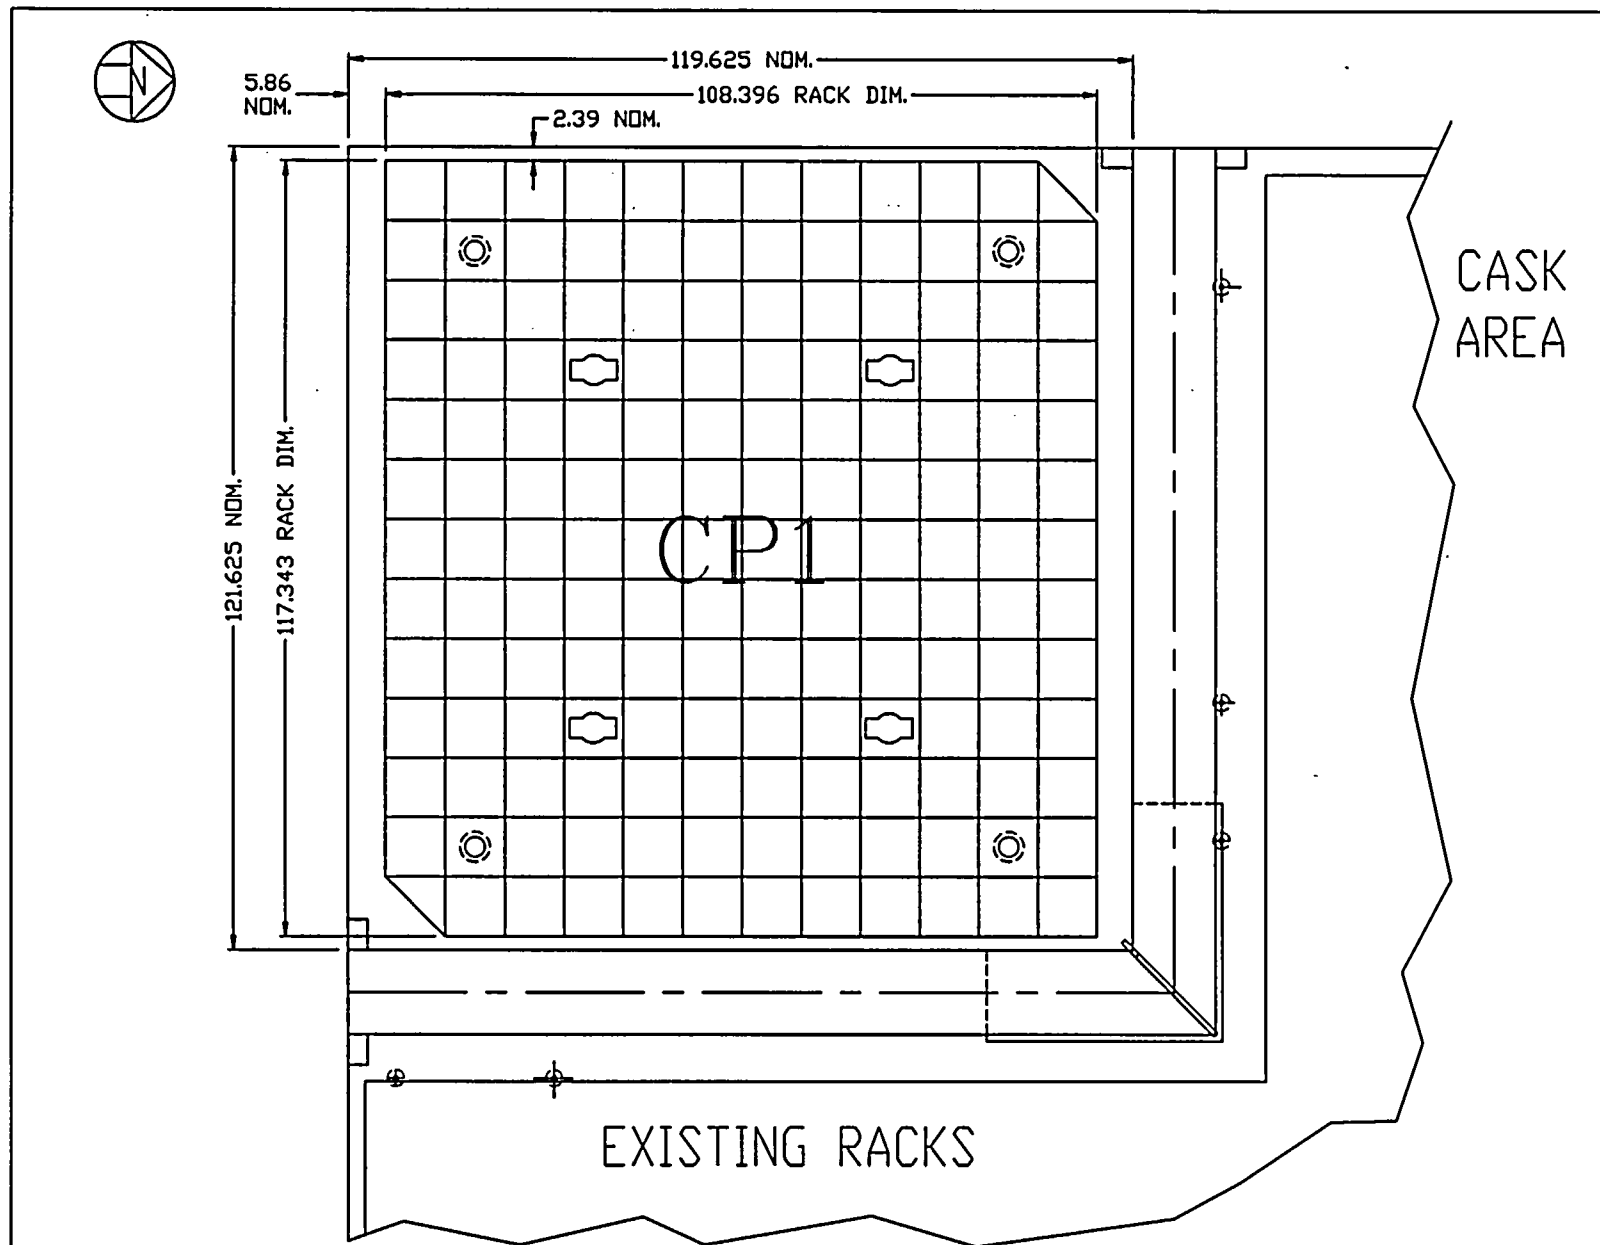 N
119.625 NOM.
5.86
NOM.
108.396 RACK DIM.
2.39 NOM.
CASK
AREA
121.625 NOM.
117.343 RACK DIM.
CP1
EXISTING RACKS